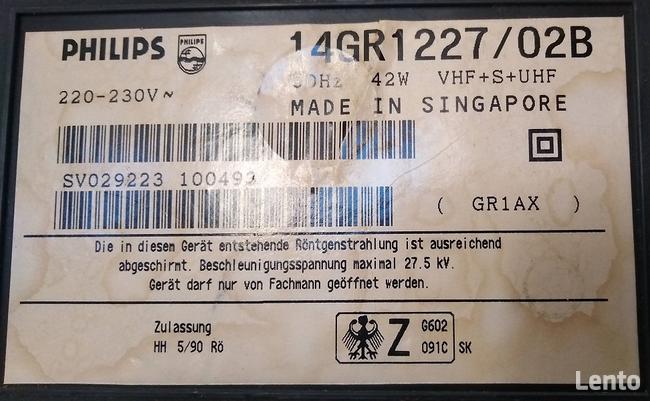 PHILIPS PHILIPS 14GR1227/02B
220-230V~ 42W VHF+S+UHF
MADE IN SINGAPORE
SV029223
( GR1AX )
Die in diesem Gerät entstehende Röntgenstrahlung ist ausreichend
abgeschirmt. Beschleunigungsspannung maximal 27.5 kV.
Gerät darf nur von Fachmann geöffnet werden.
Zulassung
HH 5/90 Rö
Z G602
091C SK
Lento